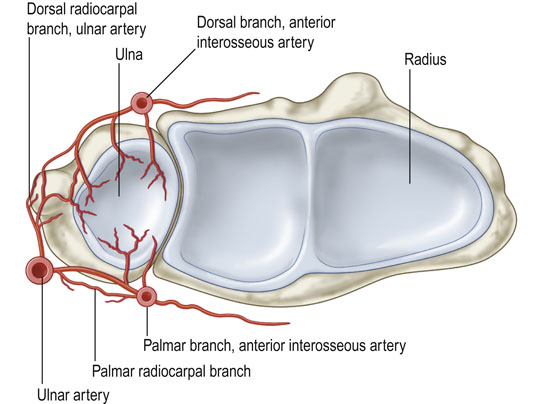 Dorsal radiocarpal
branch, ulnar artery
Dorsal branch, anterior
interosseous artery
Ulna
Radius
Palmar branch, anterior interosseous artery
Palmar radiocarpal branch
Ulnar artery